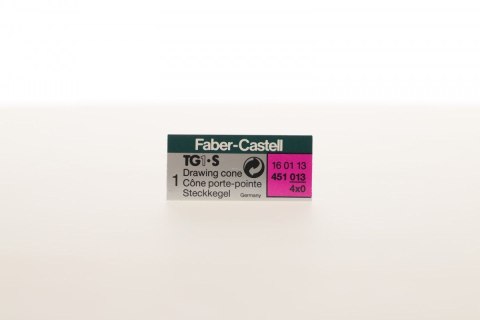 Faber-Castell
TG1·S
1 Drawing cone
Cône porte-pointe
Steckkegel Germany
16 01 13
451 013
4x0